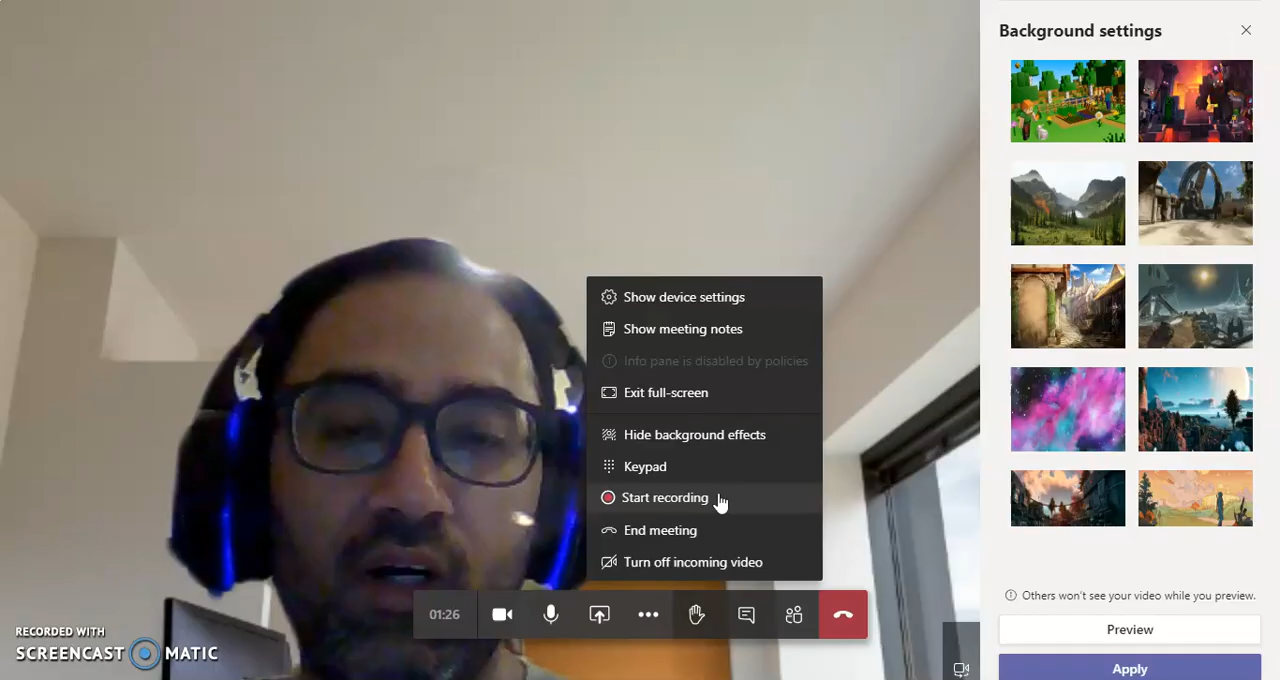 Background settings
Show device settings
Show meeting notes
Info pane is disabled by policies
Exit full-screen
Hide background effects
Keypad
Start recording
End meeting
Turn off incoming video
01:26
Others won't see your video while you preview.
Preview
Apply
RECORDED WITH
SCREENCAST MATIC